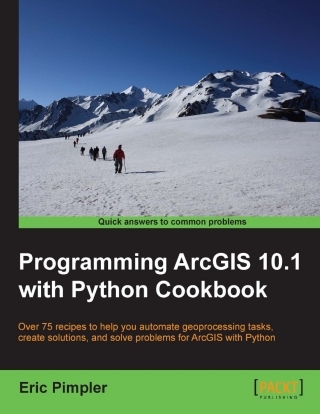 Quick answers to common problems
Programming ArcGIS 10.1
with Python Cookbook
Over 75 recipes to help you automate geoprocessing tasks,
create solutions, and solve problems for ArcGIS with Python
Eric Pimpler
[PACKT]
PUBLISHING